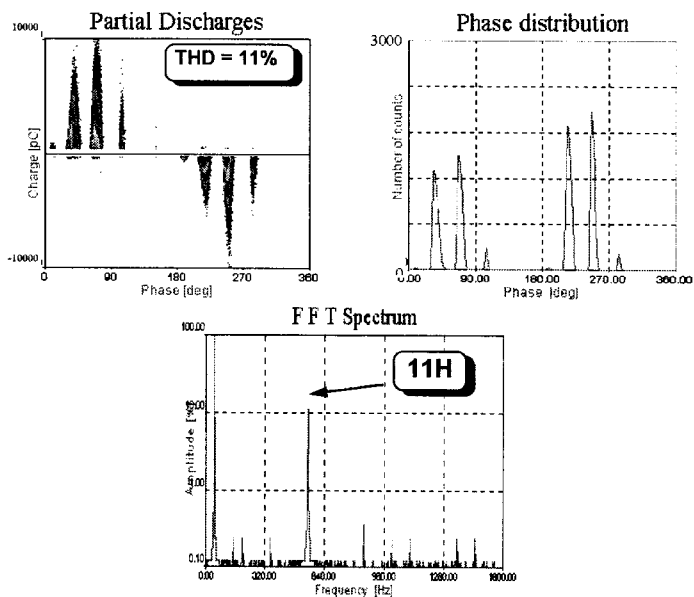 Partial Discharges
10000
THD = 11%
Charge [pC]
-10000
0 90 180 270 360
Phase [deg]
Phase distribution
3000
Number of counts
0
0.00 90.00 180.00 270.00 360.00
Phase [deg]
F F T Spectrum
100.00
11H
Amplitude [%]
0.10
0.00 320.00 640.00 960.00 1280.00 1600.00
Frequency [Hz]